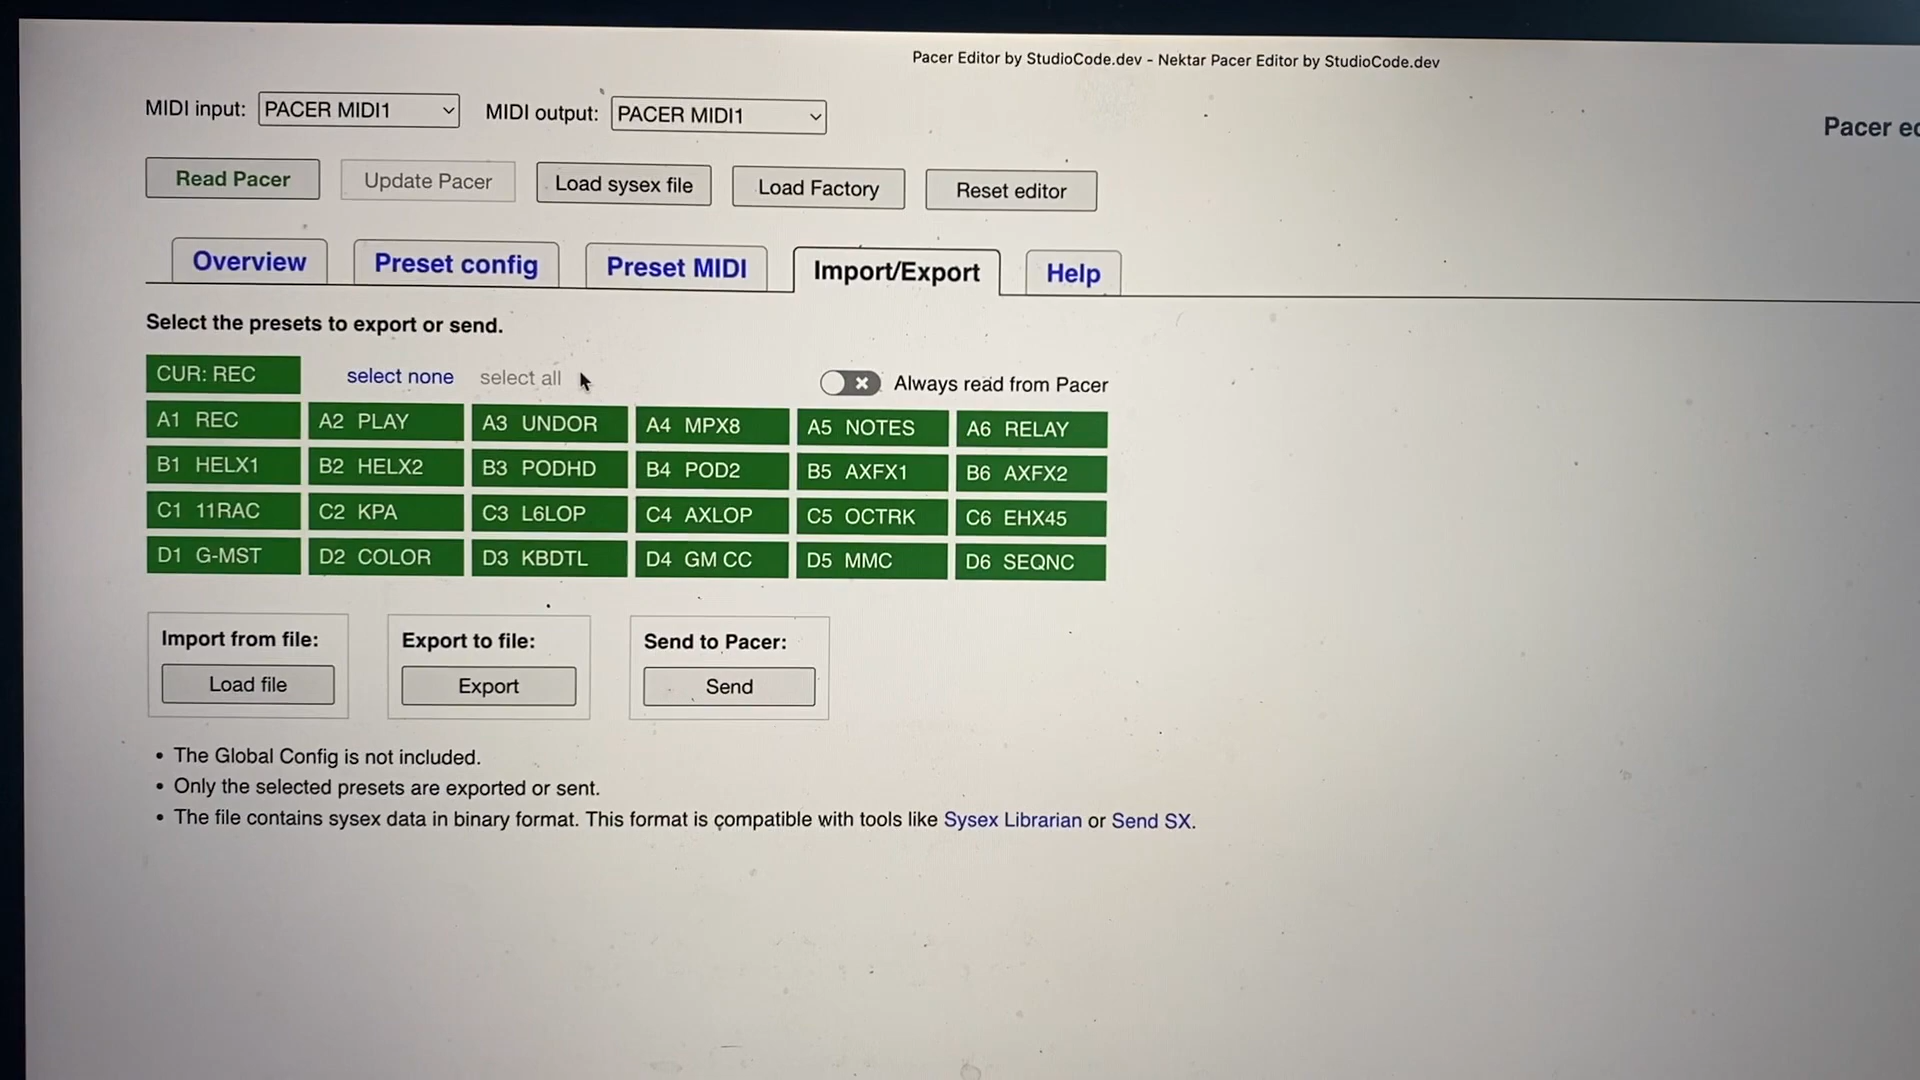 Pacer Editor by StudioCode.dev - Nektar Pacer Editor by StudioCode.dev
MIDI input: PACER MIDI1 MIDI output: PACER MIDI1
Pacer
Read Pacer Update Pacer Load sysex file Load Factory Reset editor
Overview Preset config Preset MIDI Import/Export Help
Select the presets to export or send.
CUR: REC select none select all Always read from Pacer
A1 REC A2 PLAY A3 UNDOR A4 MPX8 A5 NOTES A6 RELAY
B1 HELX1 B2 HELX2 B3 PODHD B4 POD2 B5 AXFX1 B6 AXFX2
C1 11RAC C2 KPA C3 L6LOP C4 AXLOP C5 OCTRK C6 EHX45
D1 G-MST D2 COLOR D3 KBDTL D4 GM CC D5 MMC D6 SEQNC
Import from file: Export to file: Send to Pacer:
Load file Export Send
• The Global Config is not included.
• Only the selected presets are exported or sent.
• The file contains sysex data in binary format. This format is compatible with tools like Sysex Librarian or Send SX.